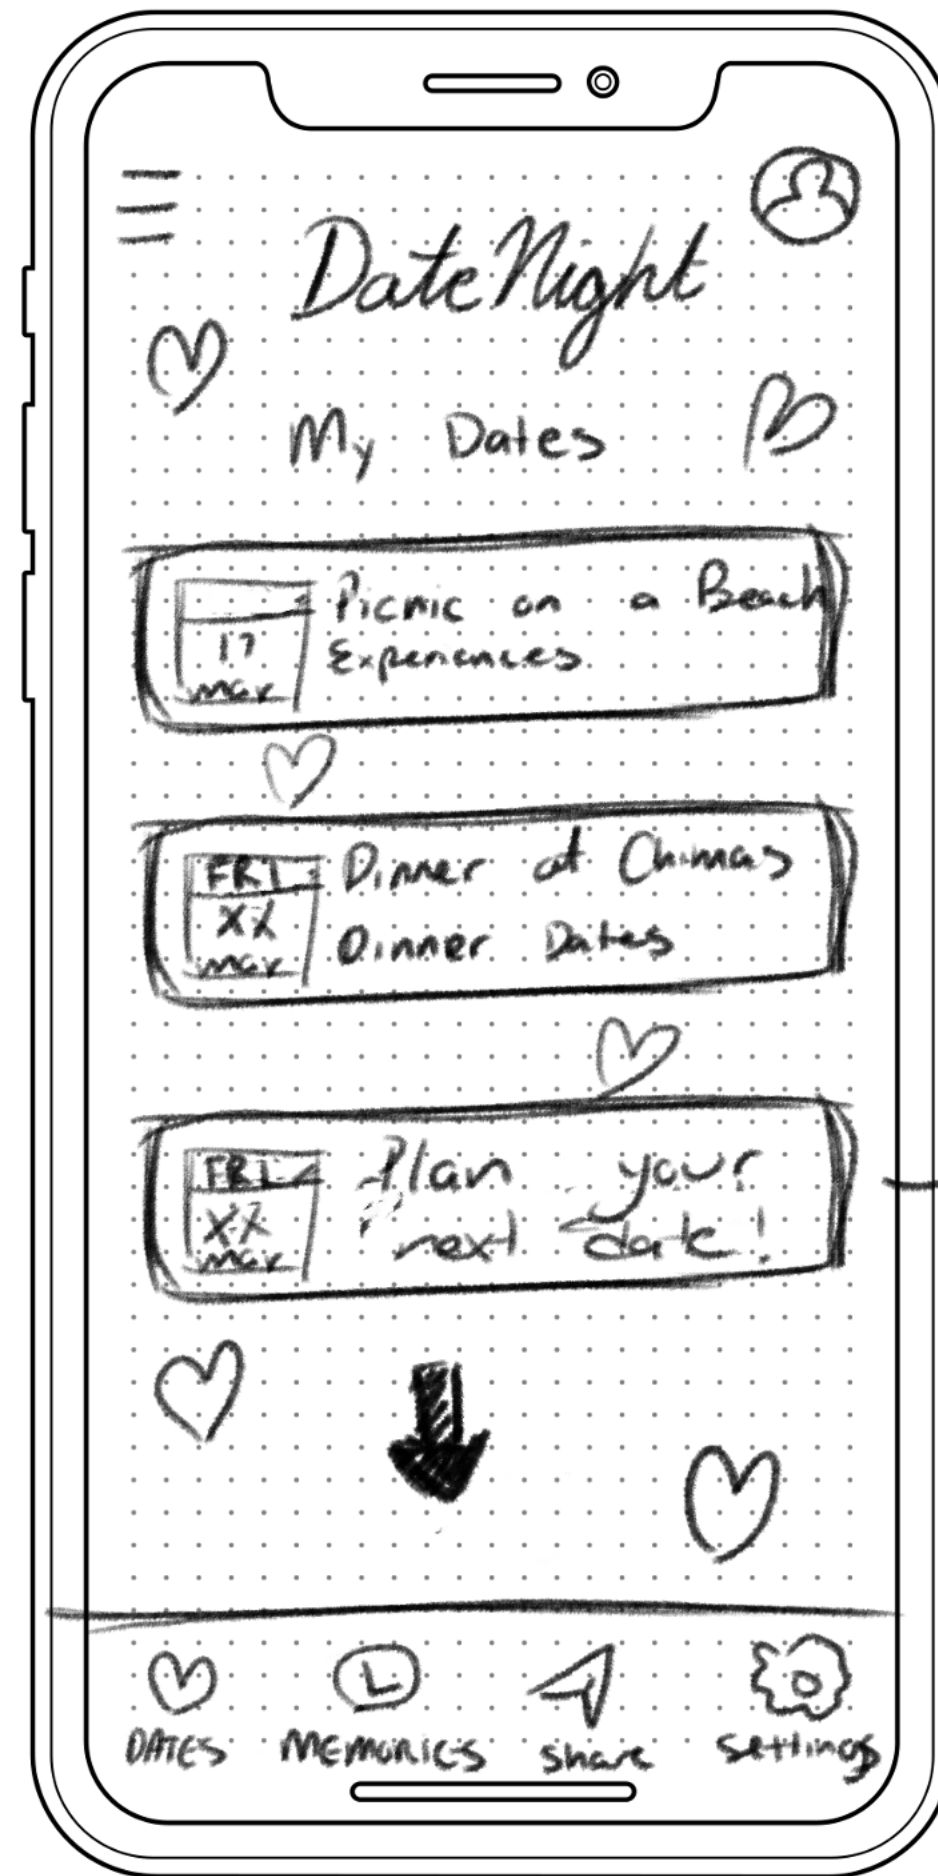 DateNight
My Dates
Picnic on a Beach
17
Experiences
Mar
FRI
Dinner at Chimas
XX
Dinner Dates
Mar
FRI
Plan your
XX
next date!
Mar
DATES MEMORIES Share Settings